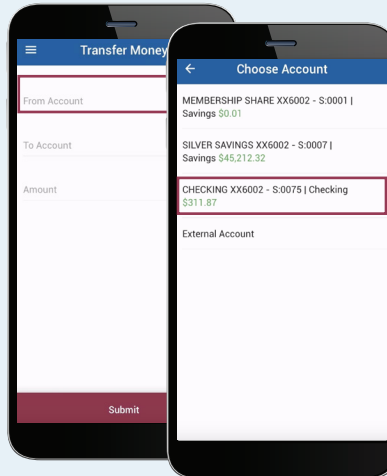 Transfer Money
From Account
To Account
Amount
Submit
Choose Account
MEMBERSHIP SHARE XX6002 - S:0001 |
Savings $0.01
SILVER SAVINGS XX6002 - S:0007 |
Savings $45,212.32
CHECKING XX6002 - S:0075 | Checking
$311.87
External Account